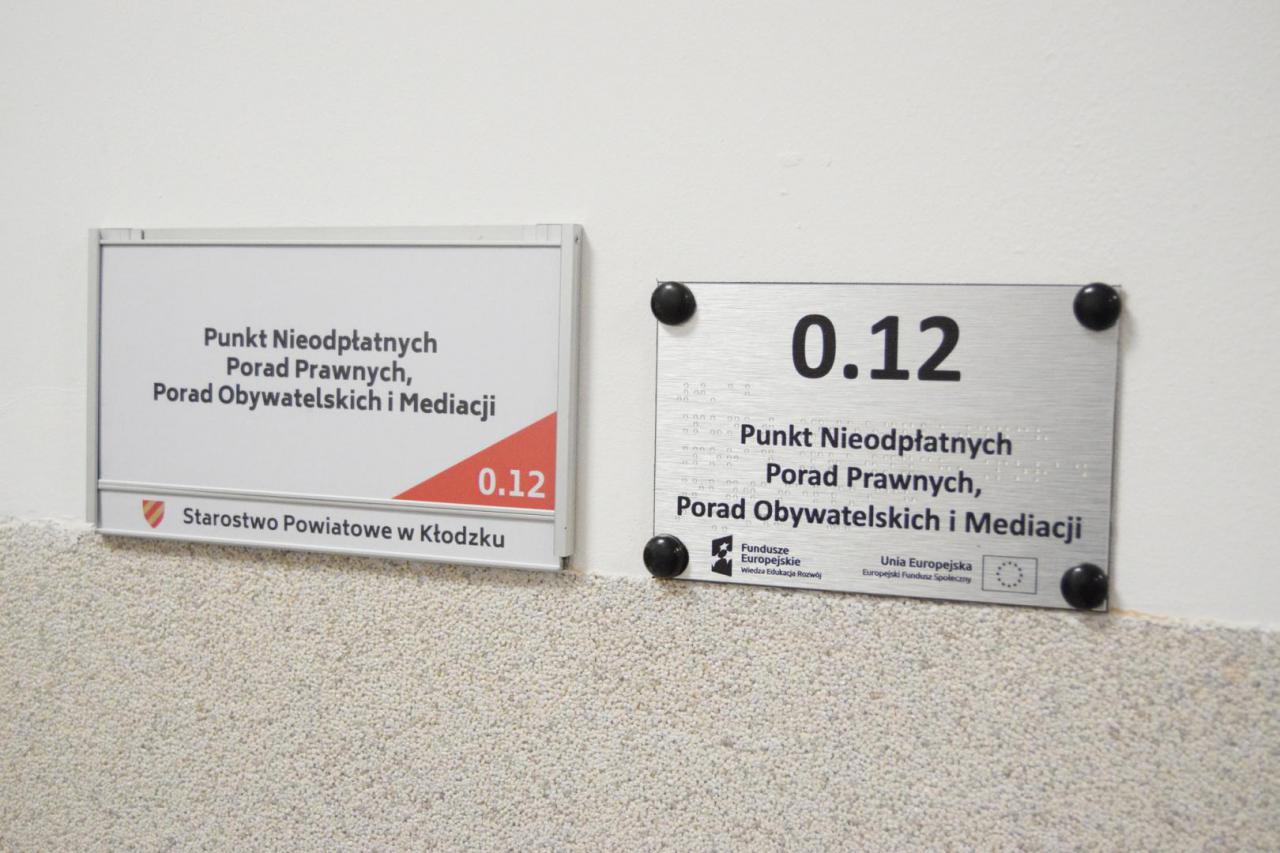 Punkt Nieodpłatnych
Porad Prawnych,
Porad Obywatelskich i Mediacji
0.12
Starostwo Powiatowe w Kłodzku
0.12
Punkt Nieodpłatnych
Porad Prawnych,
Porad Obywatelskich i Mediacji
Fundusze
Europejskie
Wiedza Edukacja Rozwój
Unia Europejska
Europejski Fundusz Społeczny